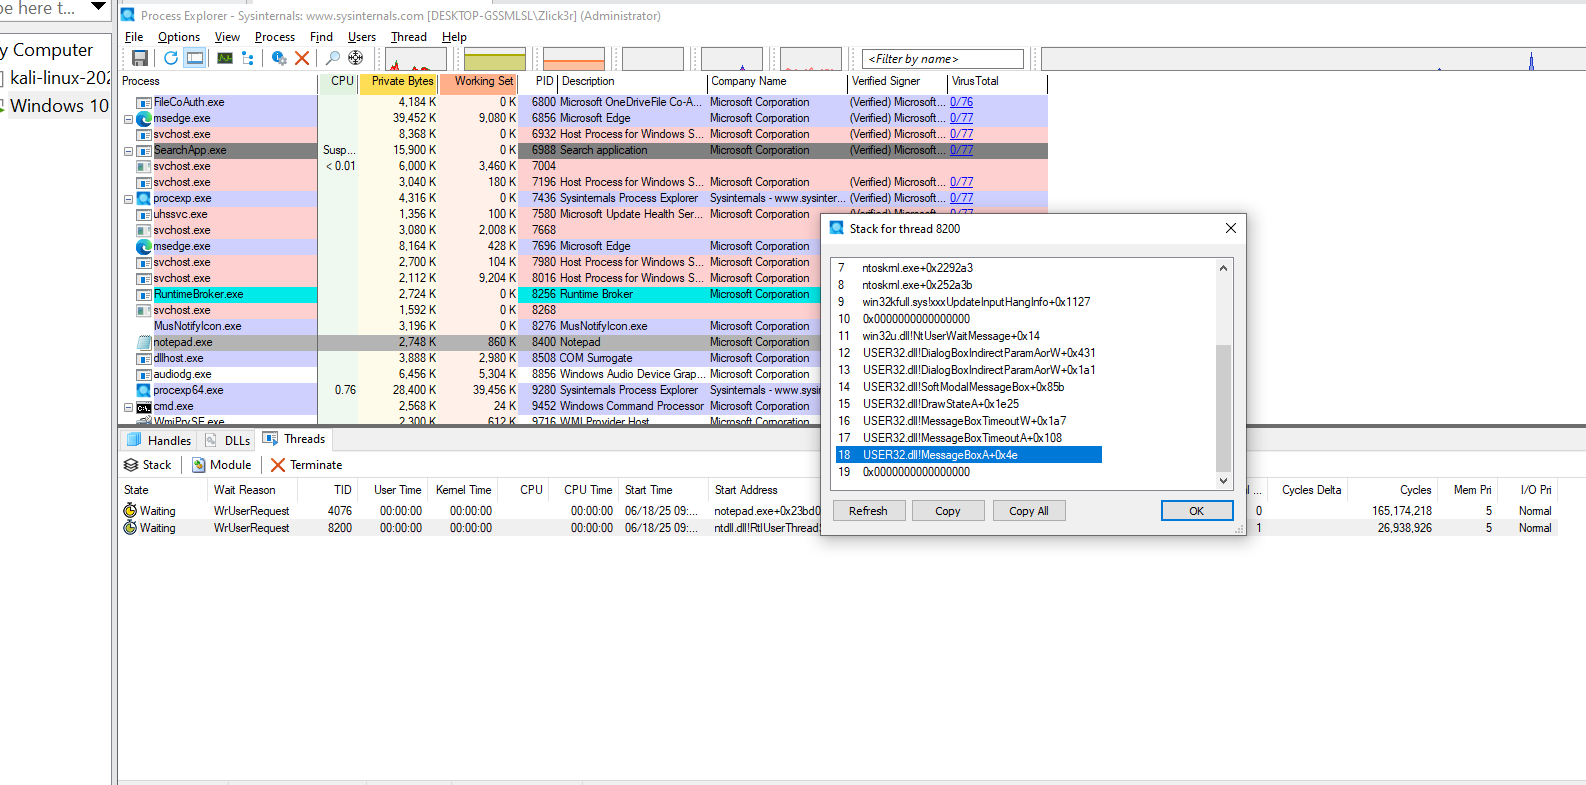 be here t...
y Computer
kali-linux-202
Windows 10
Process Explorer - Sysinternals: www.sysinternals.com [DESKTOP-GSSMLSL\Zlick3r] (Administrator)
File Options View Process Find Users Thread Help
<Filter by name>
Process CPU Private Bytes Working Set PID Description Company Name Verified Signer VirusTotal
FileCoAuth.exe 4,184 K 0 K 6800 Microsoft OneDriveFile Co-A... Microsoft Corporation (Verified) Microsoft... 0/76
msedge.exe 39,452 K 9,080 K 6856 Microsoft Edge Microsoft Corporation (Verified) Microsoft... 0/77
svchost.exe 8,368 K 0 K 6932 Host Process for Windows S... Microsoft Corporation (Verified) Microsoft... 0/77
SearchApp.exe Susp... 15,900 K 0 K 6988 Search application Microsoft Corporation (Verified) Microsoft... 0/77
svchost.exe < 0.01 6,000 K 3,460 K 7004
svchost.exe 3,040 K 180 K 7196 Host Process for Windows S... Microsoft Corporation (Verified) Microsoft... 0/77
procexp.exe 4,316 K 0 K 7436 Sysinternals Process Explorer Sysinternals - www.sysinter... (Verified) Microsoft... 0/77
uhssvc.exe 1,356 K 100 K 7580 Microsoft Update Health Ser... Microsoft Corporation (Verified) Microsoft... 0/77
svchost.exe 3,080 K 2,008 K 7668
msedge.exe 8,164 K 428 K 7696 Microsoft Edge Microsoft Corporation
svchost.exe 2,700 K 104 K 7980 Host Process for Windows S... Microsoft Corporation
svchost.exe 2,112 K 9,204 K 8016 Host Process for Windows S... Microsoft Corporation
RuntimeBroker.exe 2,724 K 0 K 8256 Runtime Broker Microsoft Corporation
svchost.exe 1,592 K 0 K 8268
MusNotifyIcon.exe 3,196 K 0 K 8276 MusNotifyIcon.exe Microsoft Corporation
notepad.exe 2,748 K 860 K 8400 Notepad Microsoft Corporation
dllhost.exe 3,888 K 2,980 K 8508 COM Surrogate Microsoft Corporation
audiodg.exe 6,456 K 5,304 K 8856 Windows Audio Device Grap... Microsoft Corporation
procexp64.exe 0.76 28,400 K 39,456 K 9280 Sysinternals Process Explorer Sysinternals - www.sysin
cmd.exe 2,568 K 24 K 9452 Windows Command Processor Microsoft Corporation
WmiPrvSE.exe 2,300 K 612 K 9716 WMI Provider Host Microsoft Corporation
Stack for thread 8200
7 ntoskrnl.exe+0x2292a3
8 ntoskrnl.exe+0x252a3b
9 win32kfull.sys!xxxUpdateInputHangInfo+0x1127
10 0x0000000000000000
11 win32u.dll!NtUserWaitMessage+0x14
12 USER32.dll!DialogBoxIndirectParamAorW+0x431
13 USER32.dll!DialogBoxIndirectParamAorW+0x1a1
14 USER32.dll!SoftModalMessageBox+0x85b
15 USER32.dll!DrawStateA+0x1e25
16 USER32.dll!MessageBoxTimeoutW+0x1a7
17 USER32.dll!MessageBoxTimeoutA+0x108
18 USER32.dll!MessageBoxA+0x4e
19 0x0000000000000000
Refresh Copy Copy All OK
Handles DLLs Threads
Stack Module Terminate
State Wait Reason TID User Time Kernel Time CPU CPU Time Start Time Start Address l ... Cycles Delta Cycles Mem Pri I/O Pri
Waiting WrUserRequest 4076 00:00:00 00:00:00 00:00:00 06/18/25 09:... notepad.exe+0x23bd0 0 165,174,218 5 Normal
Waiting WrUserRequest 8200 00:00:00 00:00:00 00:00:00 06/18/25 09:... ntdll.dll!RtlUserThreadS 1 26,938,926 5 Normal